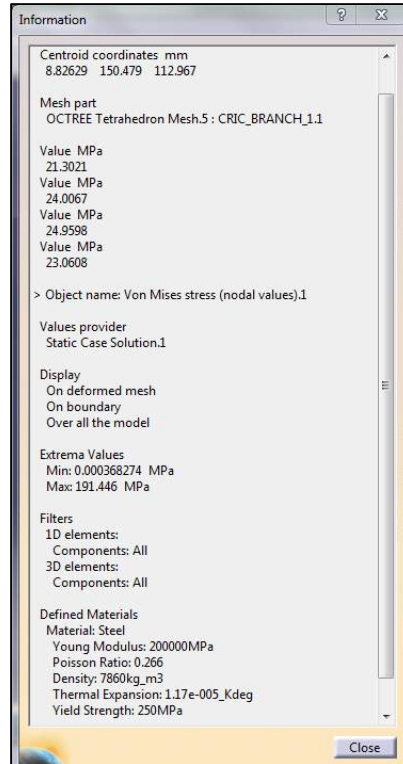 Information
Centroid coordinates mm
8.82629 150.479 112.967
Mesh part
OCTREE Tetrahedron Mesh.5 : CRIC_BRANCH_1.1
Value MPa
21.3021
Value MPa
24.0067
Value MPa
24.9598
Value MPa
23.0608
> Object name: Von Mises stress (nodal values).1
Values provider
Static Case Solution.1
Display
On deformed mesh
On boundary
Over all the model
Extrema Values
Min: 0.000368274 MPa
Max: 191.446 MPa
Filters
1D elements:
Components: All
3D elements:
Components: All
Defined Materials
Material: Steel
Young Modulus: 200000MPa
Poisson Ratio: 0.266
Density: 7860kg_m3
Thermal Expansion: 1.17e-005_Kdeg
Yield Strength: 250MPa
Close